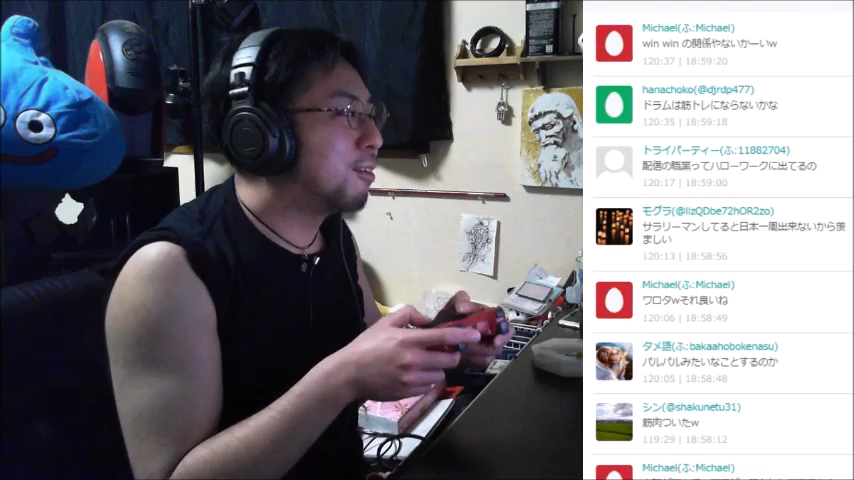 Michael(ふ:Michael)
win win の関係やないかーいw
120:37 | 18:59:20
hanachoko(@djrdp477)
ドラムは筋トレにならないかな
120:35 | 18:59:18
トライパーティー(ふ:11882704)
配信の職業ってハローワークに出てるの
120:17 | 18:59:00
モグラ(@lIzQDbe72hOR2zo)
サラリーマンしてると日本一周出来ないから羨
ましい
120:13 | 18:58:56
Michael(ふ:Michael)
ワロタwそれ良いね
120:06 | 18:58:49
タメ語(ふ:bakaahobokenasu)
パルパルみたいなことするのか
120:05 | 18:58:48
シン(@shakunetu31)
筋肉ついたw
119:29 | 18:58:12
Michael(ふ:Michael)